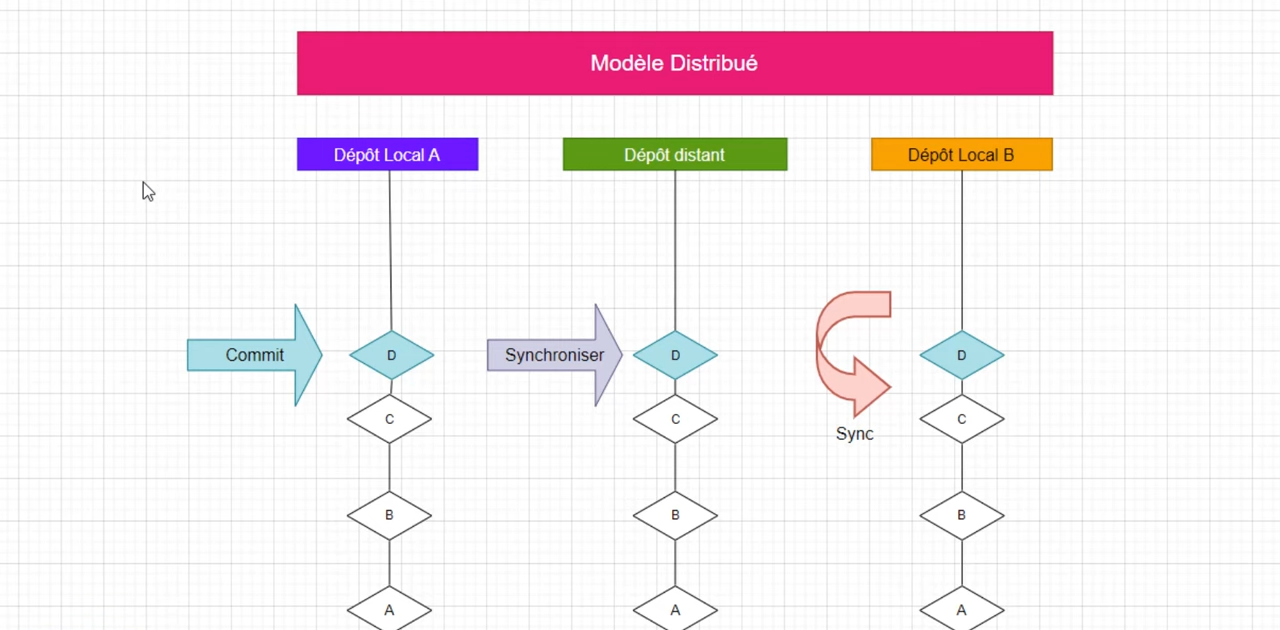 Modèle Distribué
Dépôt Local A
Dépôt distant
Dépôt Local B
Commit
D
Synchroniser
D
D
C
C
Sync
C
B
B
B
A
A
A